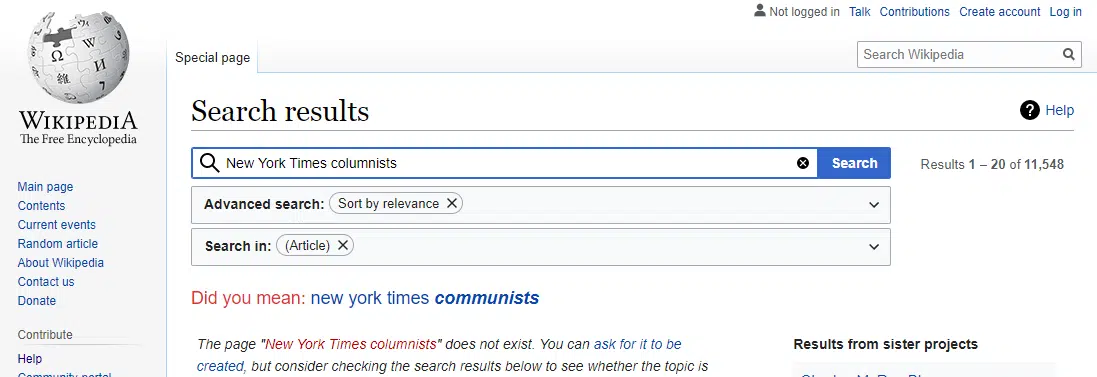 Not logged in Talk Contributions Create account Log in
Special page
Search Wikipedia
WIKIPEDIA
The Free Encyclopedia
Search results
Help
New York Times columnists
Search
Results 1 – 20 of 11,548
Advanced search: Sort by relevance
Search in: (Article)
Did you mean: new york times communists
The page "New York Times columnists" does not exist. You can ask for it to be
created, but consider checking the search results below to see whether the topic is
Results from sister projects
Main page
Contents
Current events
Random article
About Wikipedia
Contact us
Donate
Contribute
Help
Community portal